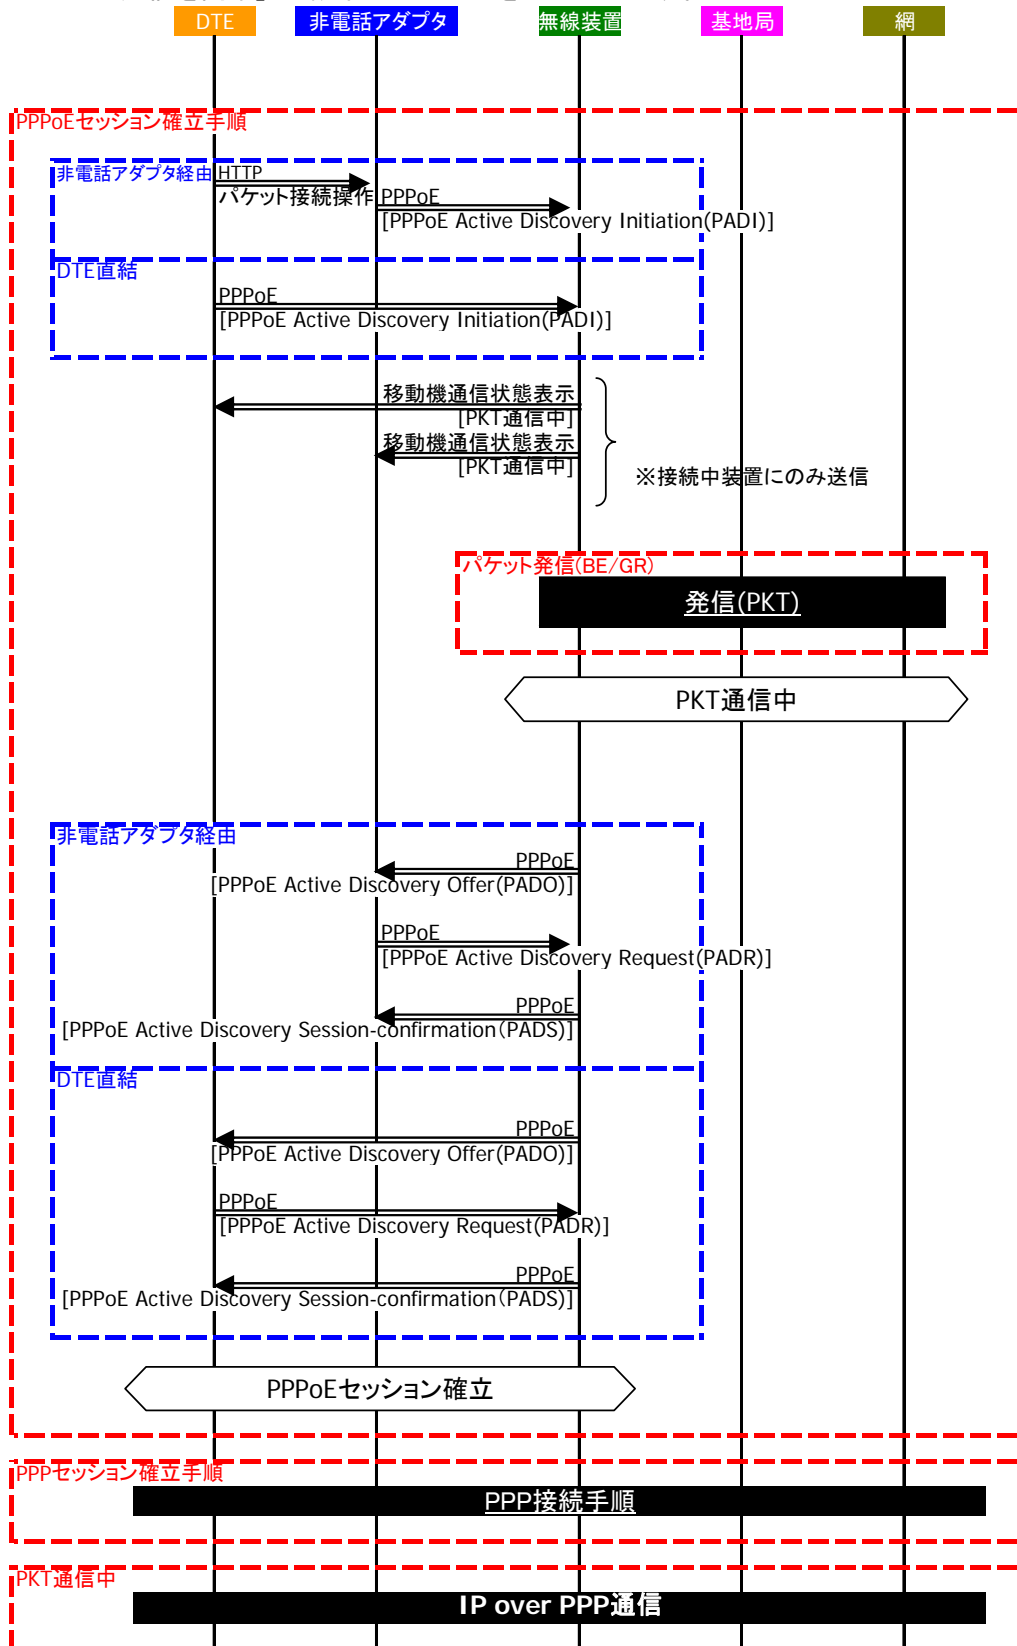 DTE
非電話アダプタ
無線装置
基地局
網
PPPoEセッション確立手順
非電話アダプタ経由
HTTP
パケット接続操作
PPPoE
[PPPoE Active Discovery Initiation(PADI)]
DTE直結
PPPoE
[PPPoE Active Discovery Initiation(PADI)]
移動機通信状態表示
[PKT通信中]
移動機通信状態表示
[PKT通信中]
※接続中装置にのみ送信
パケット発信(BE/GR)
発信(PKT)
PKT通信中
非電話アダプタ経由
PPPoE
[PPPoE Active Discovery Offer(PADO)]
PPPoE
[PPPoE Active Discovery Request(PADR)]
PPPoE
[PPPoE Active Discovery Session-confirmation(PADS)]
DTE直結
PPPoE
[PPPoE Active Discovery Offer(PADO)]
PPPoE
[PPPoE Active Discovery Request(PADR)]
PPPoE
[PPPoE Active Discovery Session-confirmation(PADS)]
PPPoEセッション確立
PPPセッション確立手順
PPP接続手順
PKT通信中
IP over PPP通信